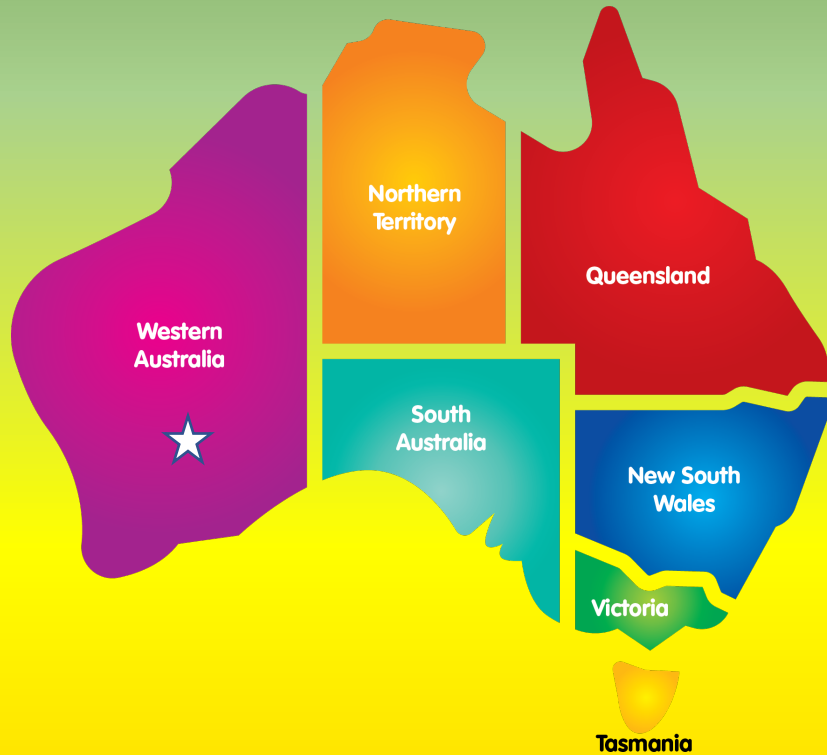 Northern
Territory
Queensland
Western
Australia
South
Australia
New South
Wales
Victoria
Tasmania